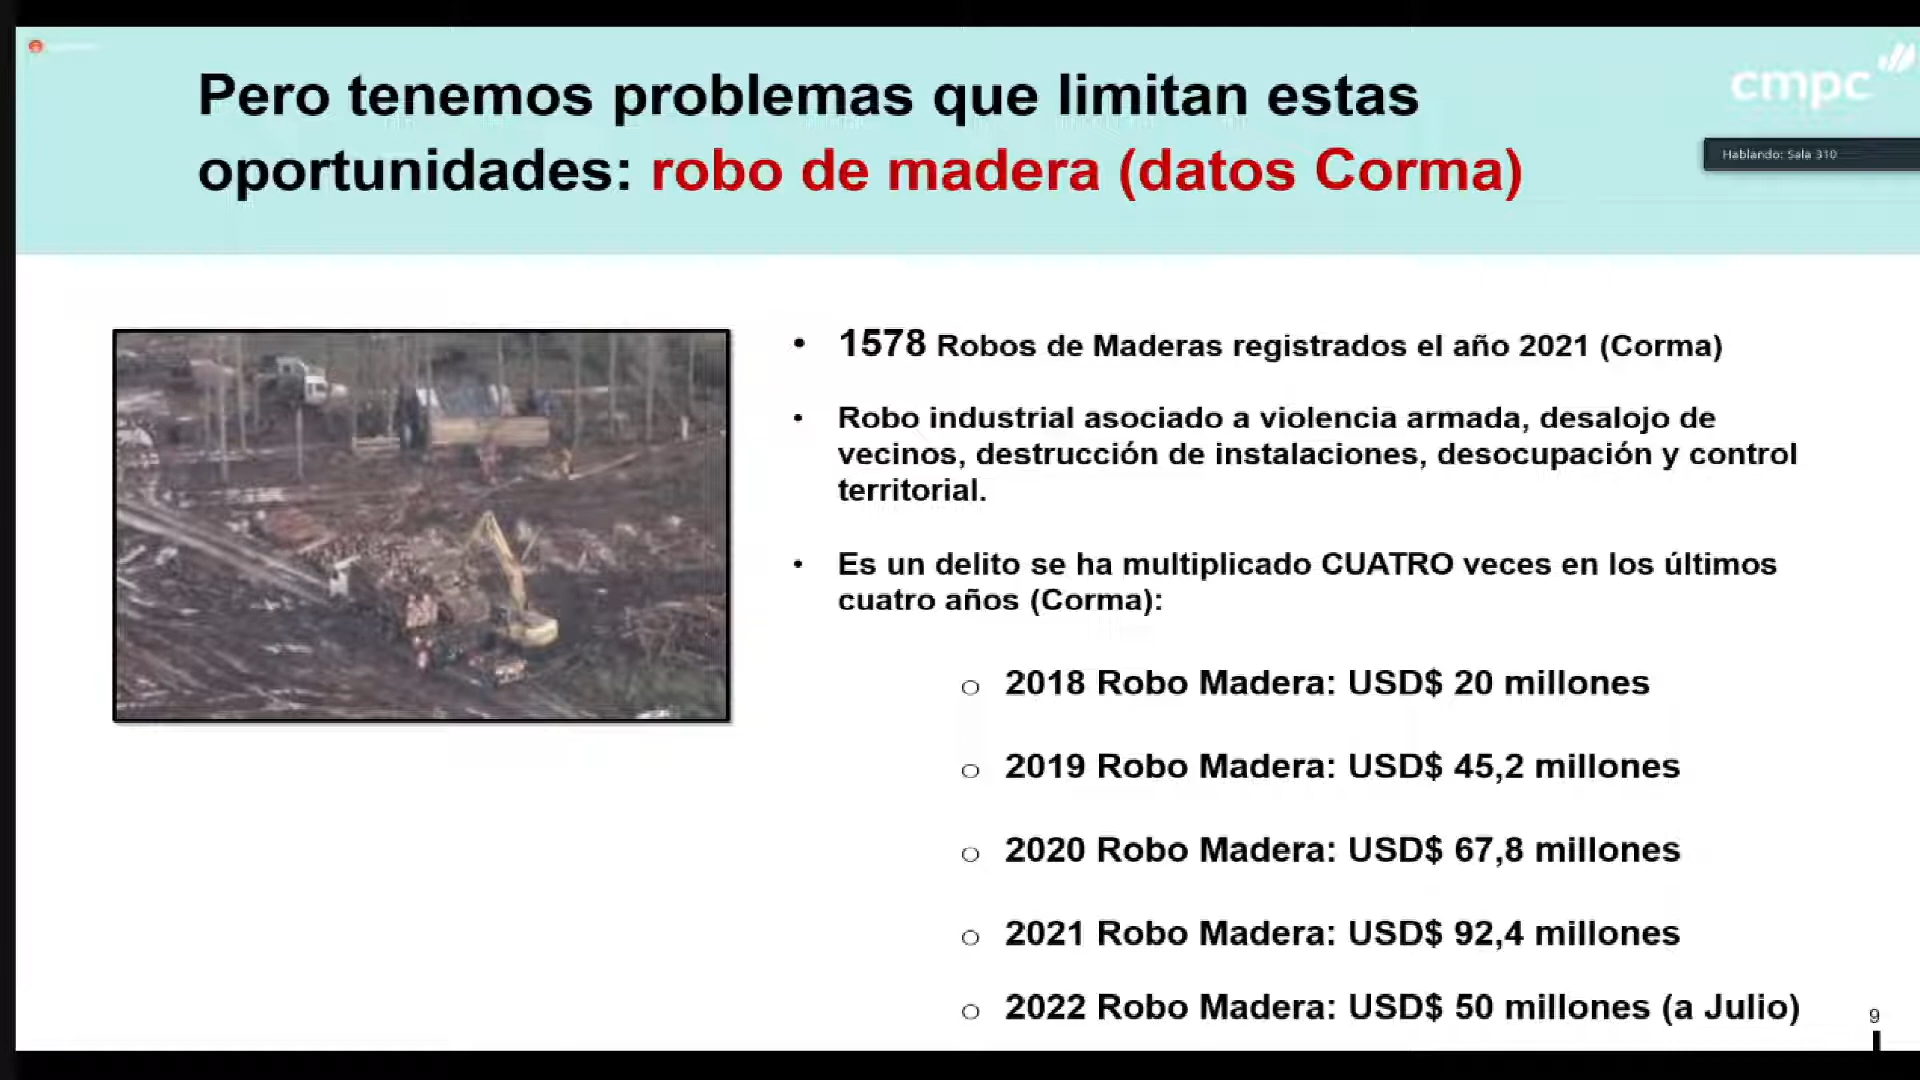 Pero tenemos problemas que limitan estas
oportunidades: robo de madera (datos Corma)
cmpc
Hablando: Sala 310
• 1578 Robos de Maderas registrados el año 2021 (Corma)
• Robo industrial asociado a violencia armada, desalojo de
vecinos, destrucción de instalaciones, desocupación y control
territorial.
• Es un delito se ha multiplicado CUATRO veces en los últimos
cuatro años (Corma):
o 2018 Robo Madera: USD$ 20 millones
o 2019 Robo Madera: USD$ 45,2 millones
o 2020 Robo Madera: USD$ 67,8 millones
o 2021 Robo Madera: USD$ 92,4 millones
o 2022 Robo Madera: USD$ 50 millones (a Julio)
9